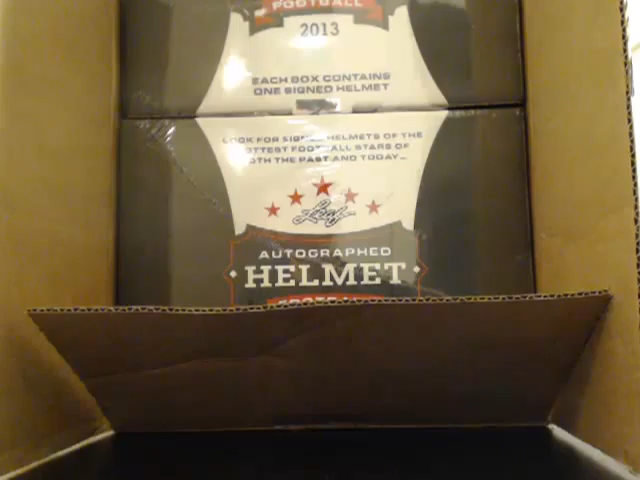 FOOTBALL
2013
EACH BOX CONTAINS
ONE SIGNED HELMET
LOOK FOR SIGNED HELMETS OF THE
HOTTEST FOOTBALL STARS OF
BOTH THE PAST AND TODAY...
Leaf
AUTOGRAPHED
HELMET
FOOTBALL